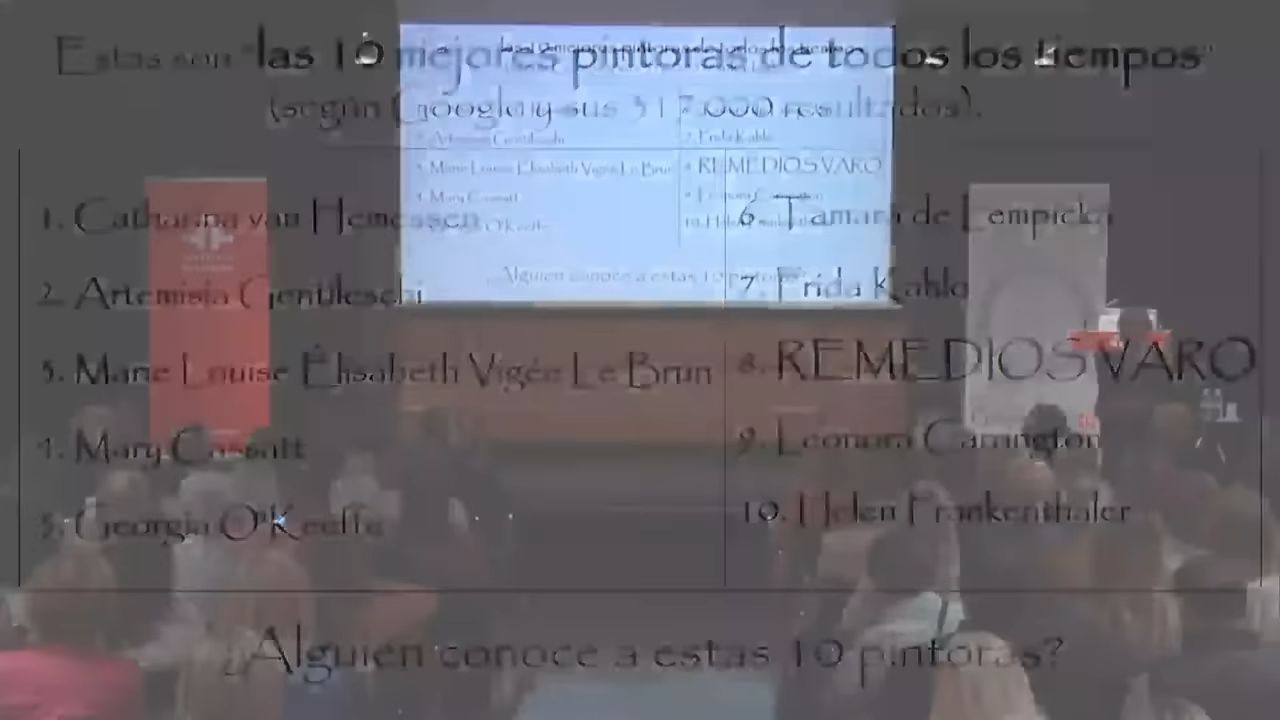 Estas son "las 10 mejores pintoras de todos los tiempos"
(según Google y sus 317.000 resultados).
1. Catharina van Hemessen
2. Artemisia Gentileschi
3. Marie Louise Élisabeth Vigée Le Brun
4. Mary Cassatt
5. Georgia O'Keeffe
6. Tamara de Lempicka
7. Frida Kahlo
8. REMEDIOS VARO
9. Leonora Carrington
10. Helen Frankenthaler
¿Alguien conoce a estas 10 pintoras?